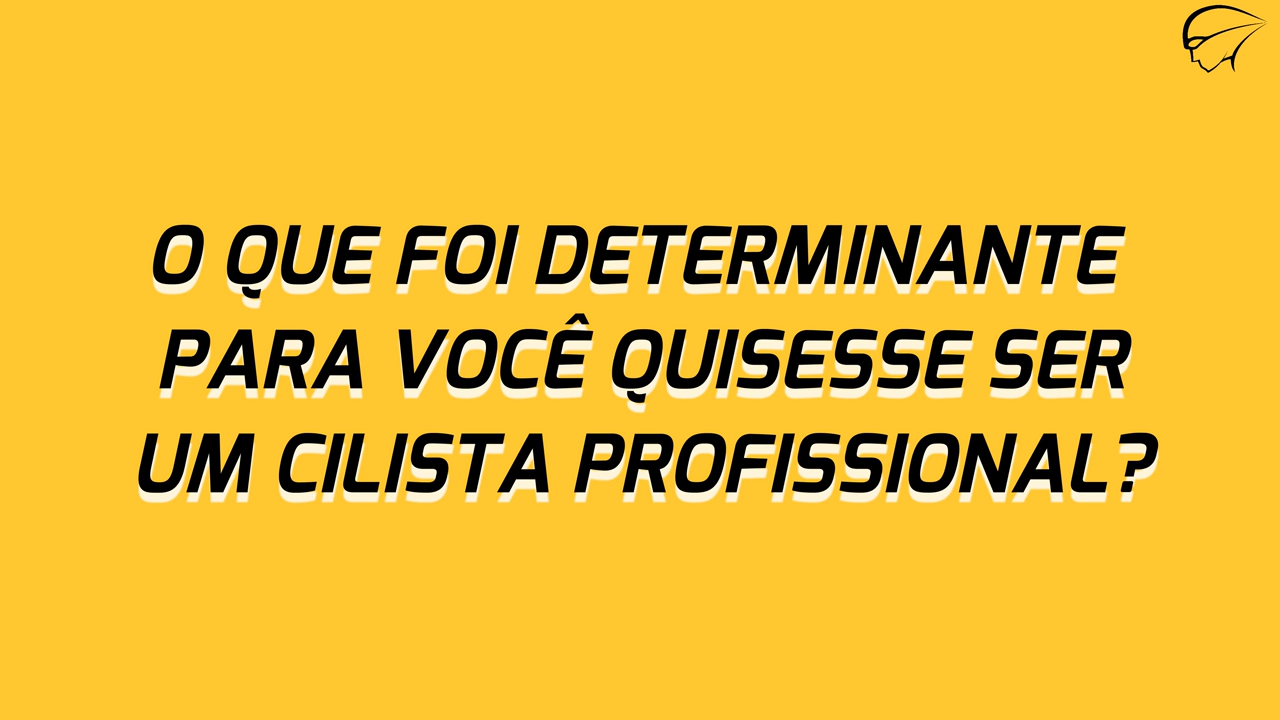 O QUE FOI DETERMINANTE
PARA VOCÊ QUISESSE SER
UM CILISTA PROFISSIONAL?